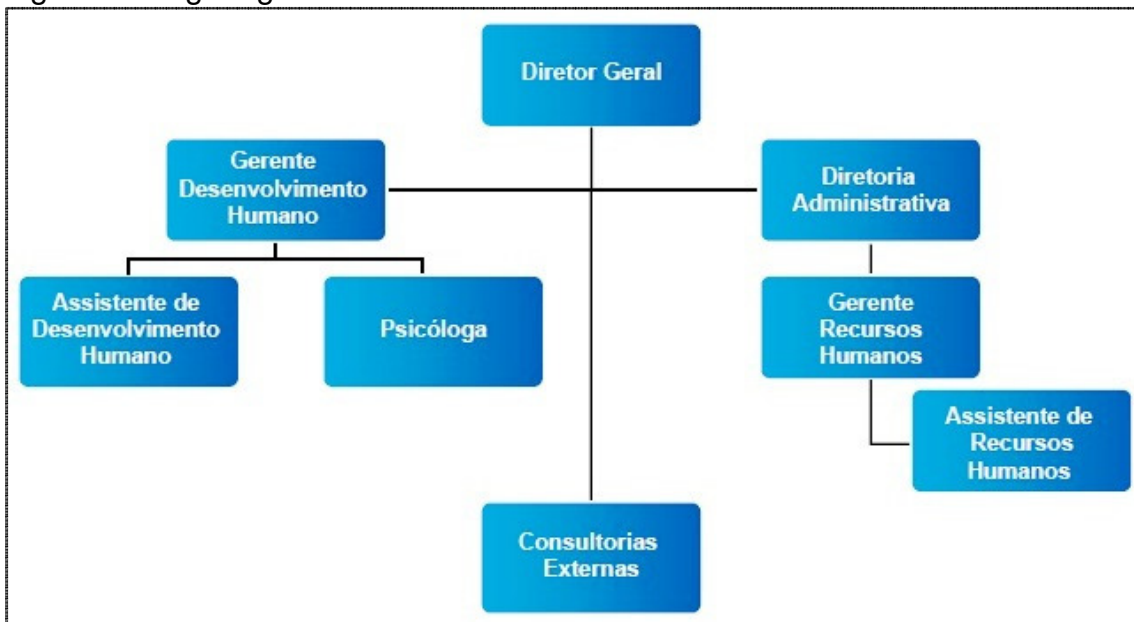 Diretor Geral
Gerente
Desenvolvimento
Humano
Diretoria
Administrativa
Assistente de
Desenvolvimento
Humano
Psicóloga
Gerente
Recursos
Humanos
Assistente de
Recursos
Humanos
Consultorias
Externas